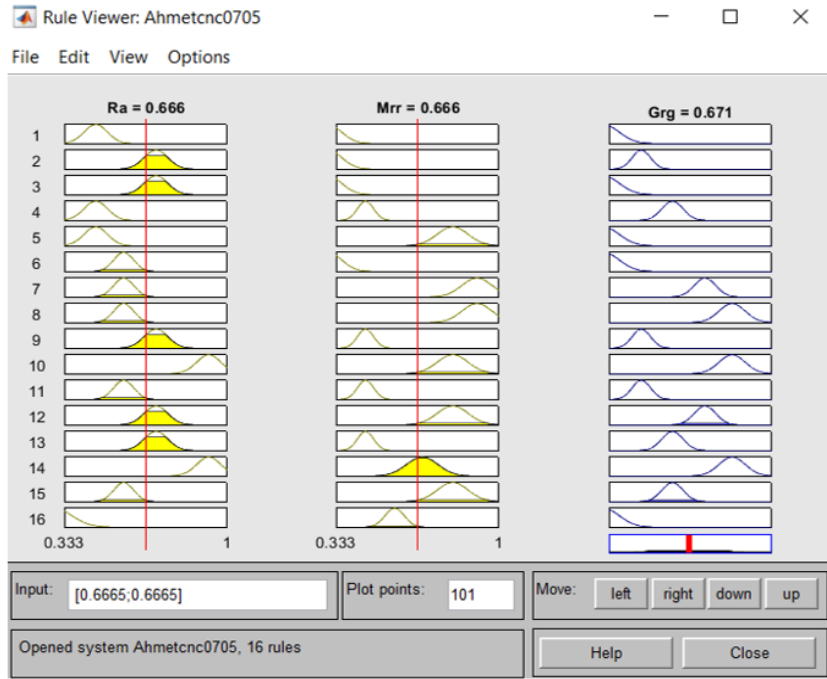 Rule Viewer: Ahmetcnc0705
File Edit View Options
Ra = 0.666 Mrr = 0.666 Grg = 0.671
1
2
3
4
5
6
7
8
9
10
11
12
13
14
15
16
0.333 1 0.333 1
Input: [0.6665;0.6665] Plot points: 101 Move: left right down up
Opened system Ahmetcnc0705, 16 rules Help Close